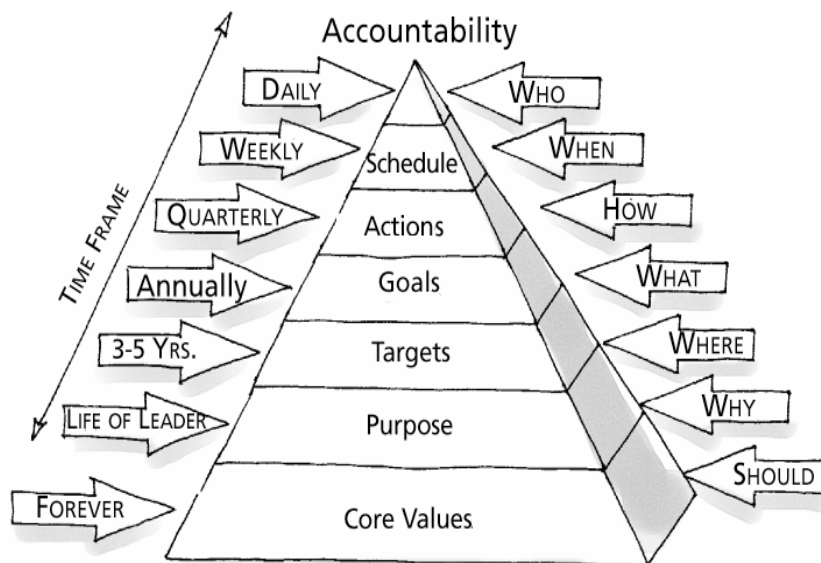 Accountability
DAILY
WHO
WEEKLY
Schedule
WHEN
QUARTERLY
Actions
HOW
TIME FRAME
Annually
Goals
WHAT
3-5 YRS.
Targets
WHERE
LIFE OF LEADER
Purpose
WHY
SHOULD
FOREVER
Core Values